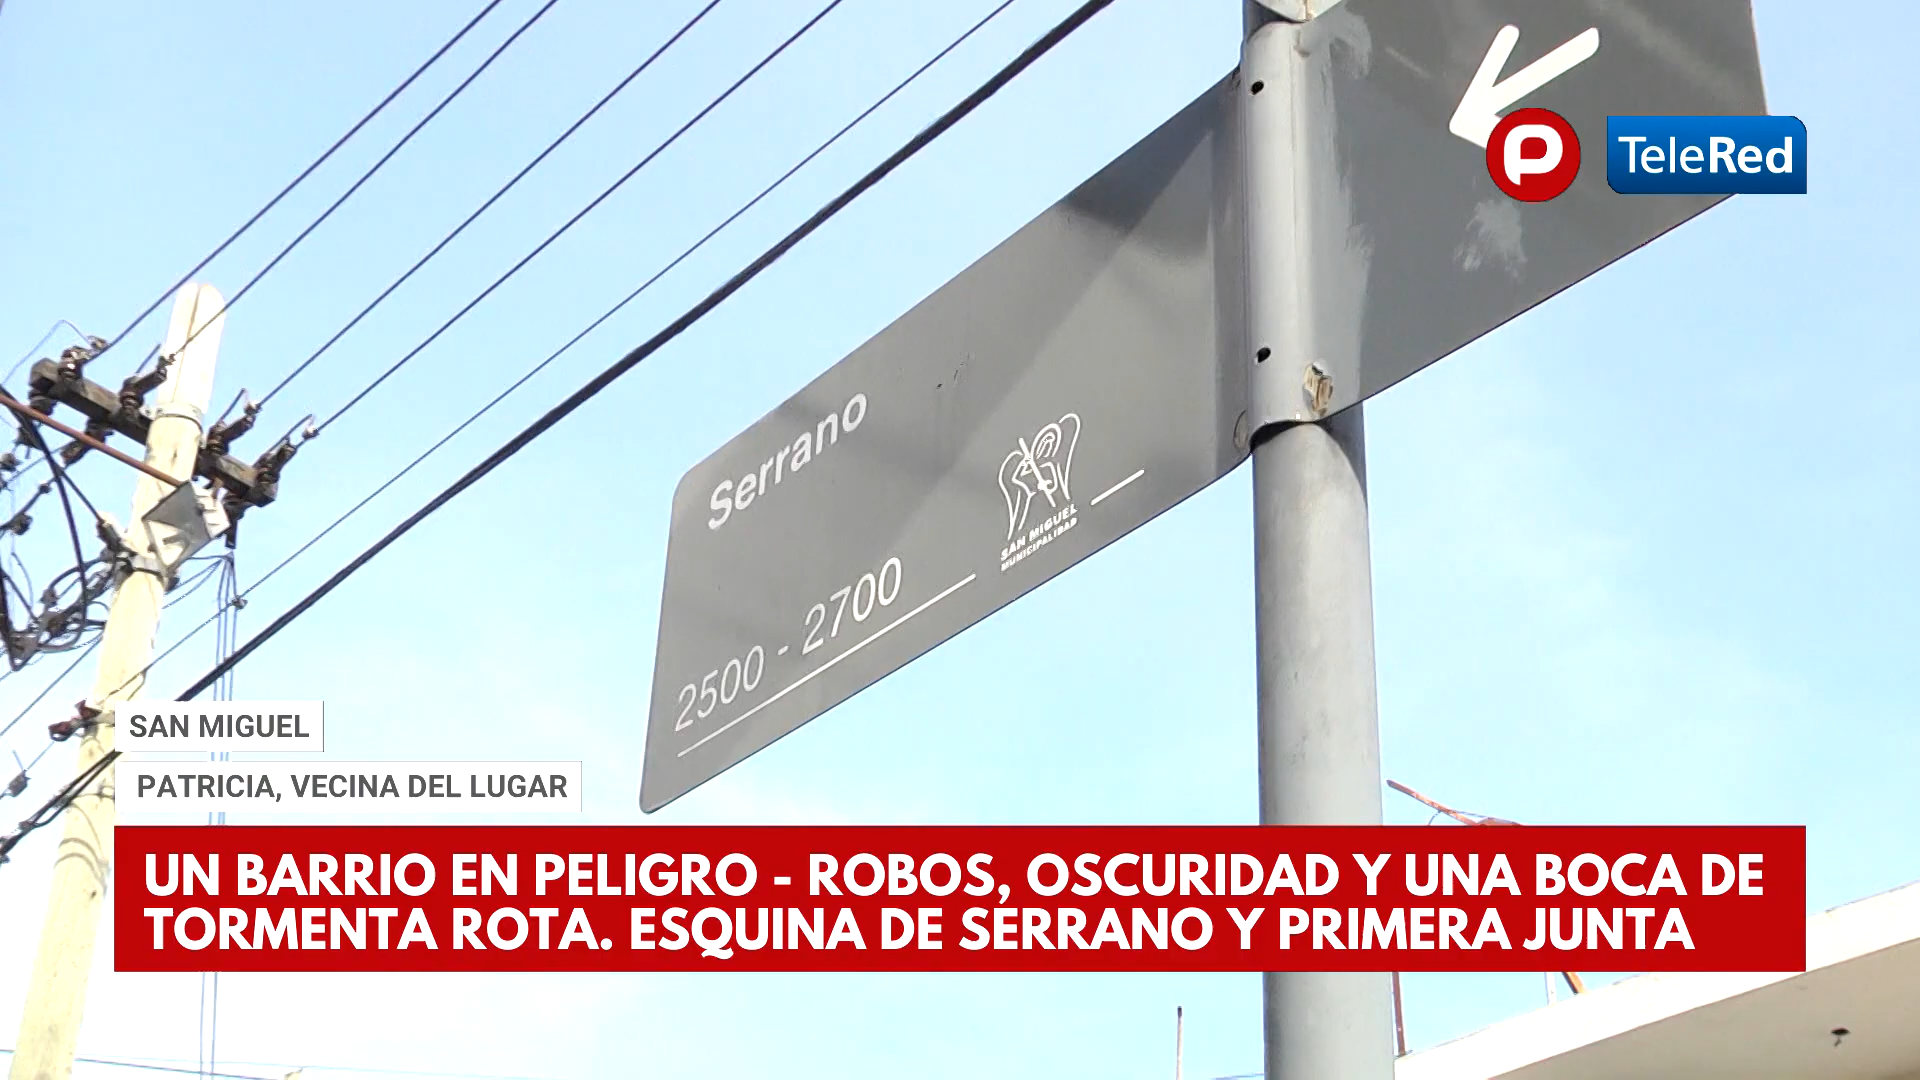 P
TeleRed
Serrano
2500 - 2700
SAN MIGUEL
MUNICIPALIDAD
SAN MIGUEL
PATRICIA, VECINA DEL LUGAR
UN BARRIO EN PELIGRO - ROBOS, OSCURIDAD Y UNA BOCA DE
TORMENTA ROTA. ESQUINA DE SERRANO Y PRIMERA JUNTA